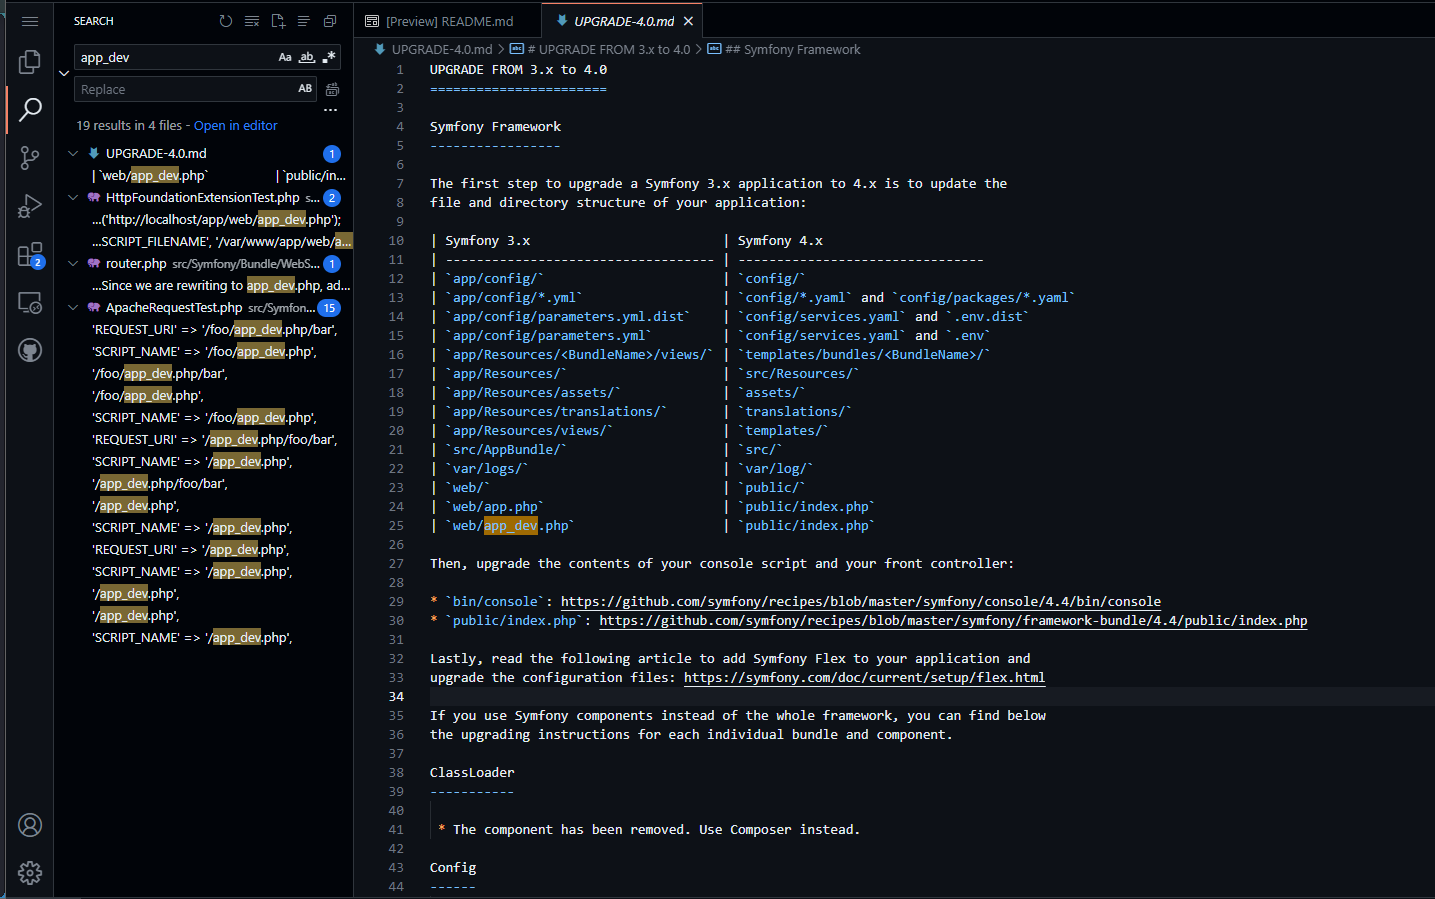 SEARCH
app_dev
Aa ab .*
Replace
AB
19 results in 4 files - Open in editor
UPGRADE-4.0.md 1
|`web/app_dev.php` |`public/in...
HttpFoundationExtensionTest.php s... 2
...('http://localhost/app/web/app_dev.php');
...SCRIPT_FILENAME', '/var/www/app/web/a...
router.php src/Symfony/Bundle/WebS... 1
...Since we are rewriting to app_dev.php, ad...
ApacheRequestTest.php src/Symfon... 15
'REQUEST_URI' => '/foo/app_dev.php/bar',
'SCRIPT_NAME' => '/foo/app_dev.php',
'/foo/app_dev.php/bar',
'/foo/app_dev.php',
'SCRIPT_NAME' => '/foo/app_dev.php',
'REQUEST_URI' => '/app_dev.php/foo/bar',
'SCRIPT_NAME' => '/app_dev.php',
'/app_dev.php/foo/bar',
'/app_dev.php',
'SCRIPT_NAME' => '/app_dev.php',
'REQUEST_URI' => '/app_dev.php',
'SCRIPT_NAME' => '/app_dev.php',
'/app_dev.php',
'/app_dev.php',
'SCRIPT_NAME' => '/app_dev.php',
2
[Preview] README.md
UPGRADE-4.0.md
UPGRADE-4.0.md > # UPGRADE FROM 3.x to 4.0 > ## Symfony Framework
1 UPGRADE FROM 3.x to 4.0
2 =======================
3
4 Symfony Framework
5 -----------------
6
7 The first step to upgrade a Symfony 3.x application to 4.x is to update the
8 file and directory structure of your application:
9
10 | Symfony 3.x | Symfony 4.x
11 | ----------------------------------- | --------------------------------
12 | `app/config/` | `config/`
13 | `app/config/*.yml` | `config/*.yaml` and `config/packages/*.yaml`
14 | `app/config/parameters.yml.dist` | `config/services.yaml` and `.env.dist`
15 | `app/config/parameters.yml` | `config/services.yaml` and `.env`
16 | `app/Resources/<BundleName>/views/` | `templates/bundles/<BundleName>/`
17 | `app/Resources/` | `src/Resources/`
18 | `app/Resources/assets/` | `assets/`
19 | `app/Resources/translations/` | `translations/`
20 | `app/Resources/views/` | `templates/`
21 | `src/AppBundle/` | `src/`
22 | `var/logs/` | `var/log/`
23 | `web/` | `public/`
24 | `web/app.php` | `public/index.php`
25 | `web/app_dev.php` | `public/index.php`
26
27 Then, upgrade the contents of your console script and your front controller:
28
29 * `bin/console`: https://github.com/symfony/recipes/blob/master/symfony/console/4.4/bin/console
30 * `public/index.php`: https://github.com/symfony/recipes/blob/master/symfony/framework-bundle/4.4/public/index.php
31
32 Lastly, read the following article to add Symfony Flex to your application and
33 upgrade the configuration files: https://symfony.com/doc/current/setup/flex.html
34
35 If you use Symfony components instead of the whole framework, you can find below
36 the upgrading instructions for each individual bundle and component.
37
38 ClassLoader
39 -----------
40
41 * The component has been removed. Use Composer instead.
42
43 Config
44 ------